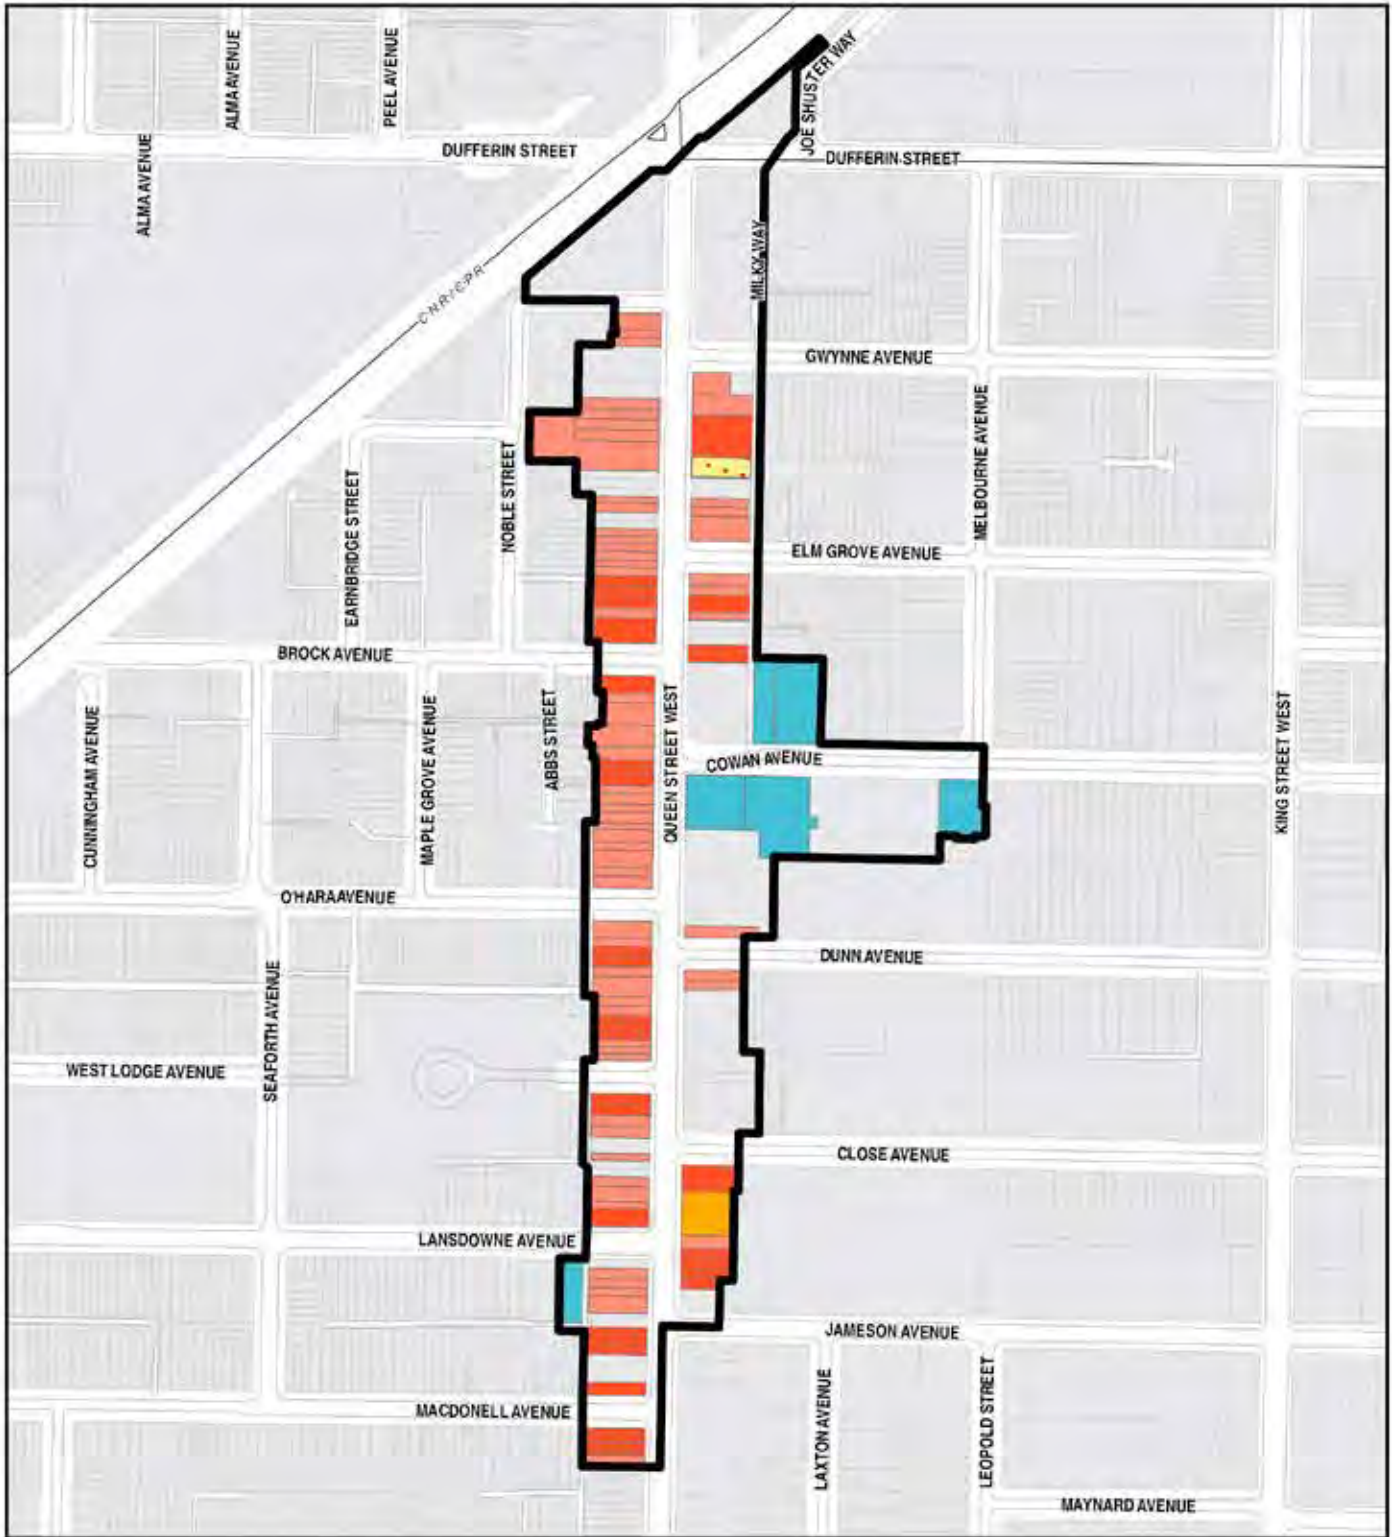 ALMA AVENUE
PEEL AVENUE
JOE SHUSTER WAY
ALMA AVENUE
DUFFERIN STREET
DUFFERIN STREET
MILKY WAY
CNR/CPR
GWYNNE AVENUE
MELBOURNE AVENUE
NOBLE STREET
EARNBRIDGE STREET
ELM GROVE AVENUE
BROCK AVENUE
QUEEN STREET WEST
KING STREET WEST
ABBS STREET
MAPLE GROVE AVENUE
CUNNINGHAM AVENUE
COWAN AVENUE
O'HARA AVENUE
DUNN AVENUE
SEAFORTH AVENUE
WEST LODGE AVENUE
CLOSE AVENUE
LANSDOWNE AVENUE
JAMESON AVENUE
LAXTON AVENUE
LEOPOLD STREET
MACDONELL AVENUE
MAYNARD AVENUE